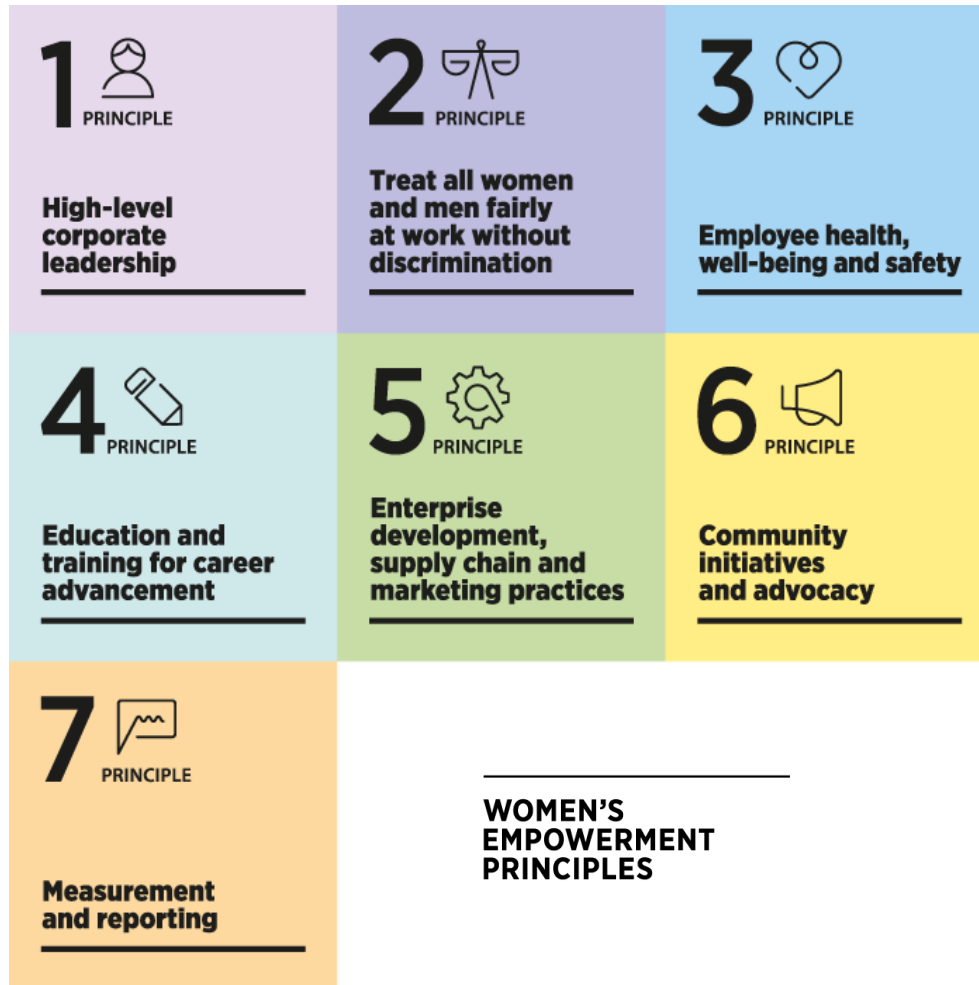 1 PRINCIPLE
High-level
corporate
leadership
2 PRINCIPLE
Treat all women
and men fairly
at work without
discrimination
3 PRINCIPLE
Employee health,
well-being and safety
4 PRINCIPLE
Education and
training for career
advancement
5 PRINCIPLE
Enterprise
development,
supply chain and
marketing practices
6 PRINCIPLE
Community
initiatives
and advocacy
7 PRINCIPLE
Measurement
and reporting
WOMEN'S
EMPOWERMENT
PRINCIPLES